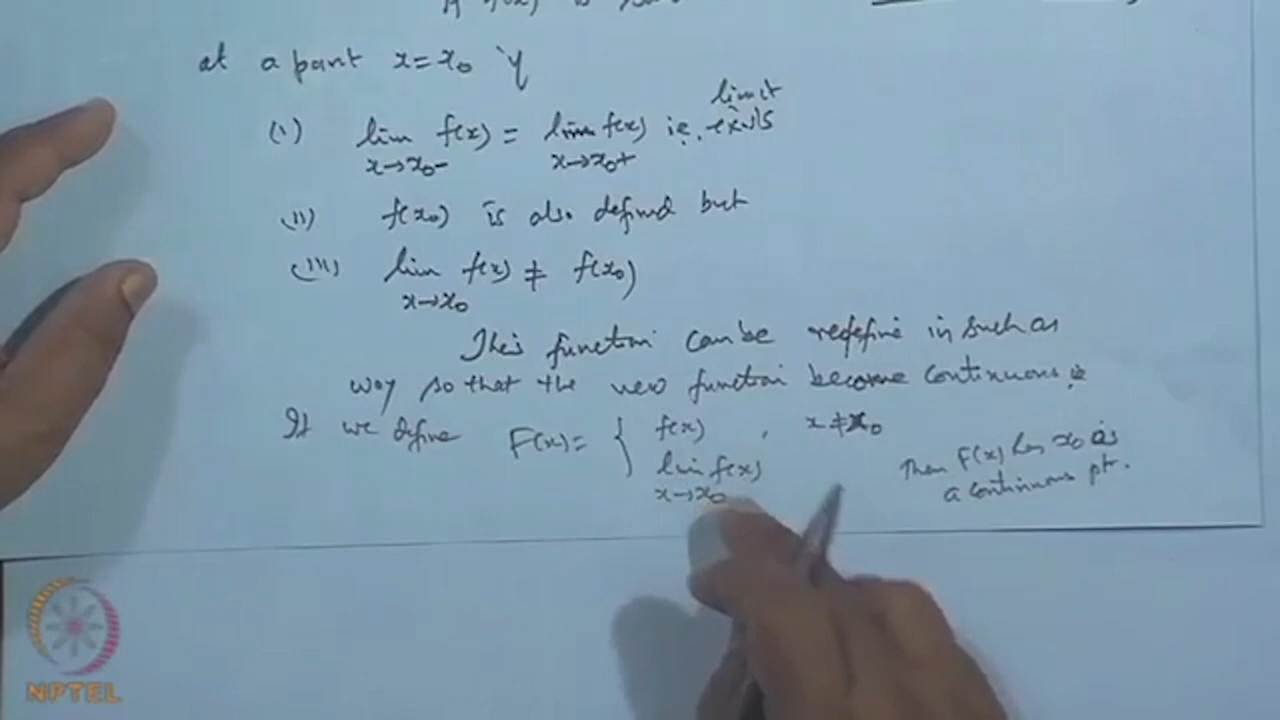 at a point x = x₀ if
(i) lim f(x) = lim f(x) i.e. limit exists
x→x₀- x→x₀+
(ii) f(x₀) is also defined but
(iii) lim f(x) ≠ f(x₀)
x→x₀
This function can be redefine in such as
way so that the new function become continuous.
If we define F(x) = { f(x) , x ≠ x₀
lim f(x)
x→x₀
Then F(x) has x₀ as
a continuous pt.
NPTEL